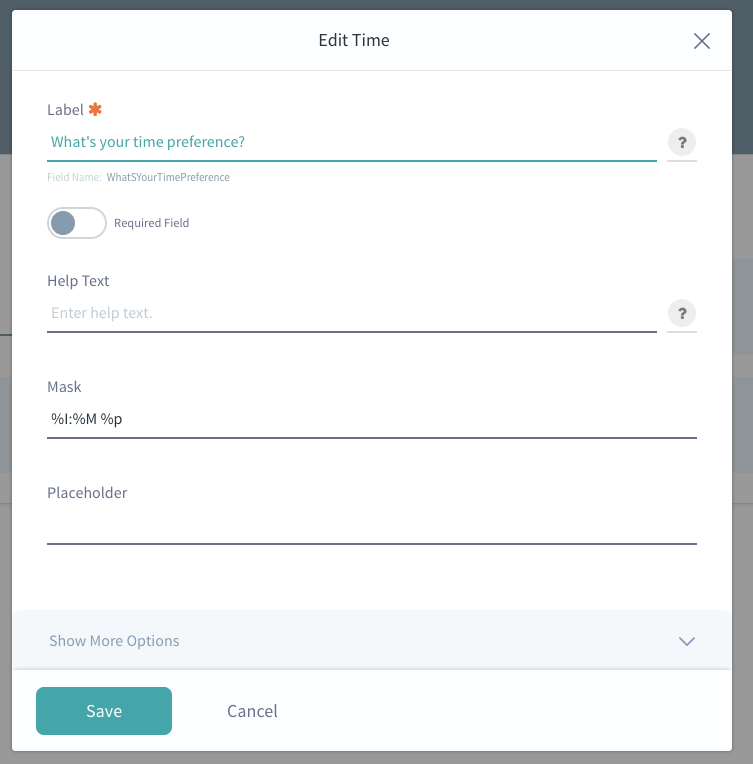 Edit Time
Label ✱
What's your time preference?
?
Field Name: WhatSYourTimePreference
Required Field
Help Text
Enter help text.
?
Mask
%I:%M %p
Placeholder
Show More Options
Save
Cancel